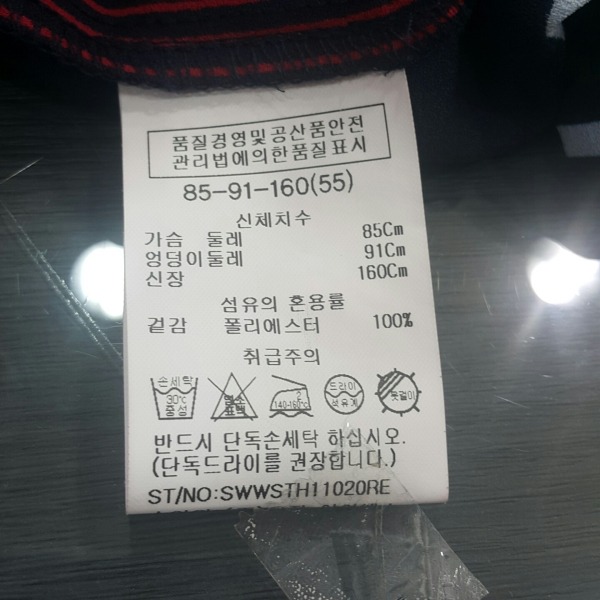 품질경영및공산품안전
관리법에의한품질표시
85-91-160(55)
신체치수
가슴 둘레 85Cm
엉덩이둘레 91Cm
신장 160Cm
섬유의 혼용률
겉감 폴리에스터 100%
취급주의
손세탁 30℃ 중성
염소 표백
2 140-160℃
드라이 석유계
옷걸이
반드시 단독손세탁 하십시오.
(단독드라이를 권장합니다.)
ST/NO:SWWSTH11020RE